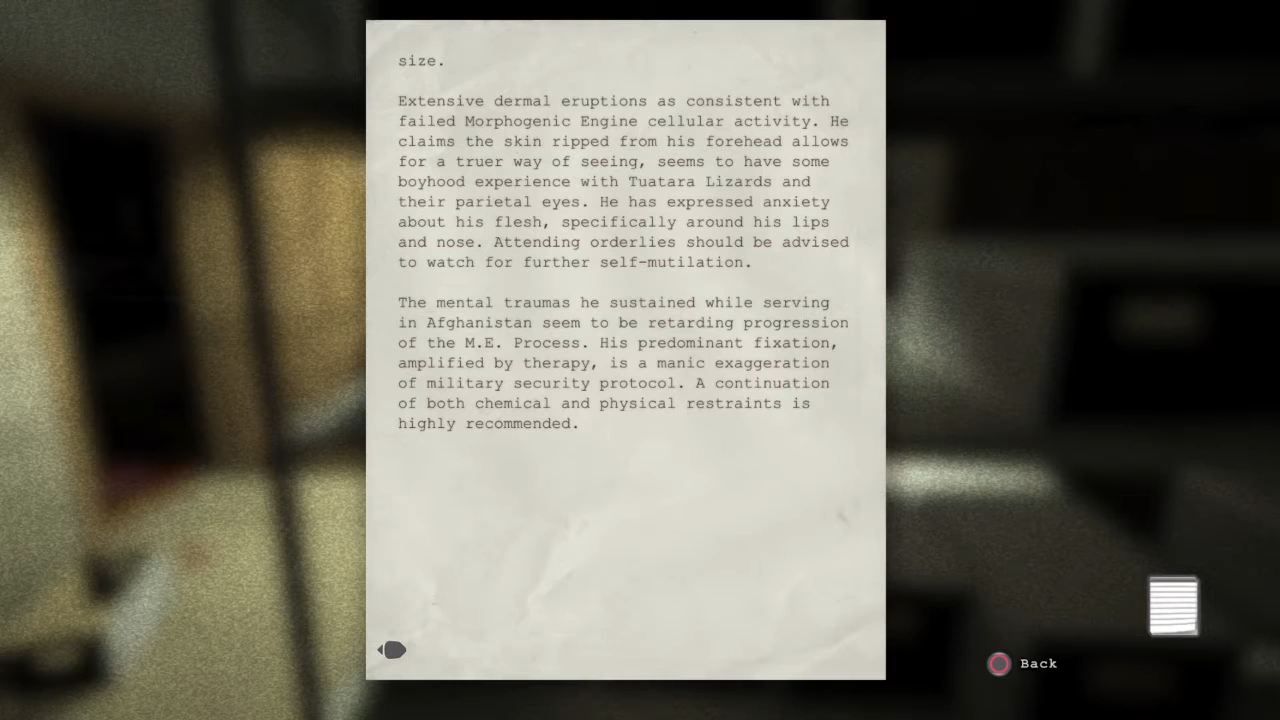 size.
Extensive dermal eruptions as consistent with
failed Morphogenic Engine cellular activity. He
claims the skin ripped from his forehead allows
for a truer way of seeing, seems to have some
boyhood experience with Tuatara Lizards and
their parietal eyes. He has expressed anxiety
about his flesh, specifically around his lips
and nose. Attending orderlies should be advised
to watch for further self-mutilation.
The mental traumas he sustained while serving
in Afghanistan seem to be retarding progression
of the M.E. Process. His predominant fixation,
amplified by therapy, is a manic exaggeration
of military security protocol. A continuation
of both chemical and physical restraints is
highly recommended.
Back